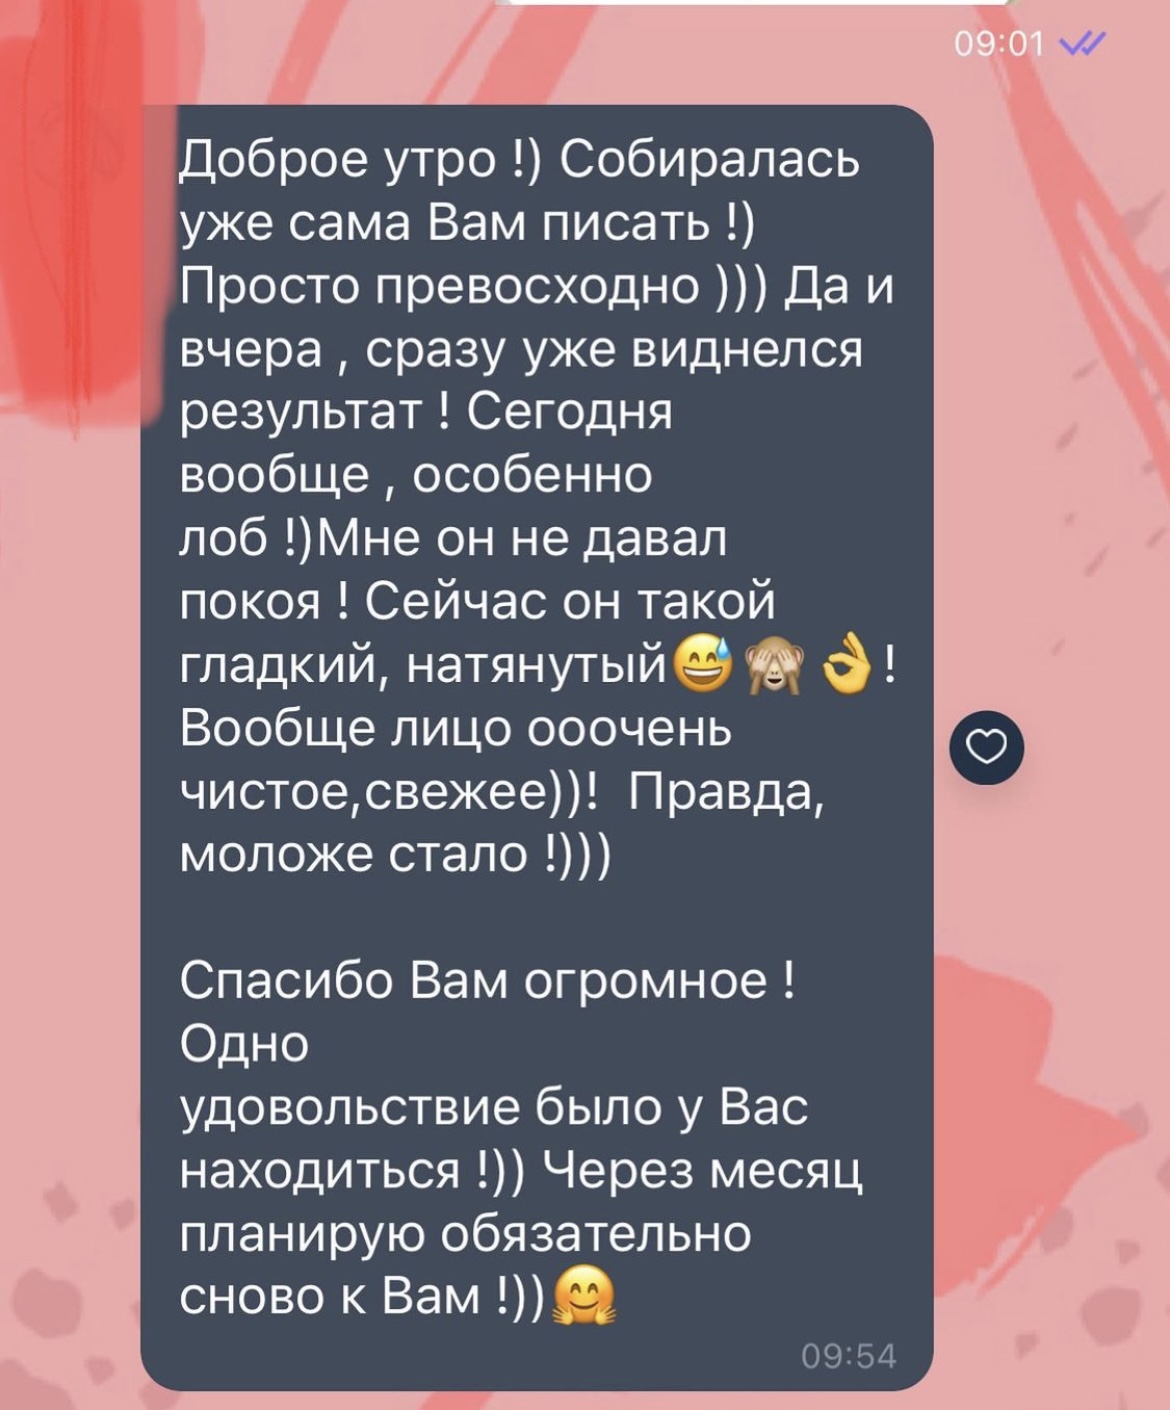 09:01
Доброе утро !) Собиралась
уже сама Вам писать !)
Просто превосходно ))) Да и
вчера , сразу уже виднелся
результат ! Сегодня
вообще , особенно
лоб !)Мне он не давал
покоя ! Сейчас он такой
гладкий, натянутый😅🙈👌!
Вообще лицо ооочень
чистое,свежее))!  Правда,
моложе стало !)))
Спасибо Вам огромное !
Одно
удовольствие было у Вас
находиться !)) Через месяц
планирую обязательно
сново к Вам !))🤗
09:54